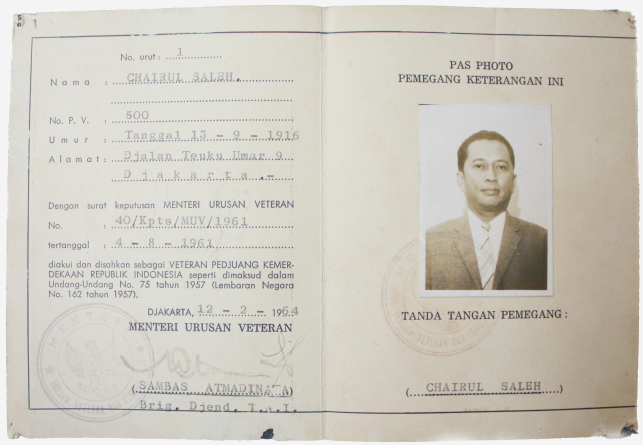 No. urut : 1
Nama : CHAIRUL SALEH.
No. P. V. : 500
Umur : Tanggal 13 - 9 - 1916
Alamat : Djalan Teuku Umar 9
Djakarta.-
Dengan surat keputusan MENTERI URUSAN VETERAN
No. : 40/Kpts/MUV/1961
tertanggal : 4 - 8 - 1961
diakui dan disahkan sebagai VETERAN PEDJUANG KEMER-
DEKAAN REPUBLIK INDONESIA seperti dimaksud dalam
Undang-Undang No. 75 tahun 1957 (Lembaran Negara
No. 162 tahun 1957).
DJAKARTA, 12 - 2 - 1964
MENTERI URUSAN VETERAN
MENTERI
( SAMBAS ATMADINATA )
Brig. Djend. T.n.I.
PAS PHOTO
PEMEGANG KETERANGAN INI
TANDA TANGAN PEMEGANG :
( CHAIRUL SALEH )